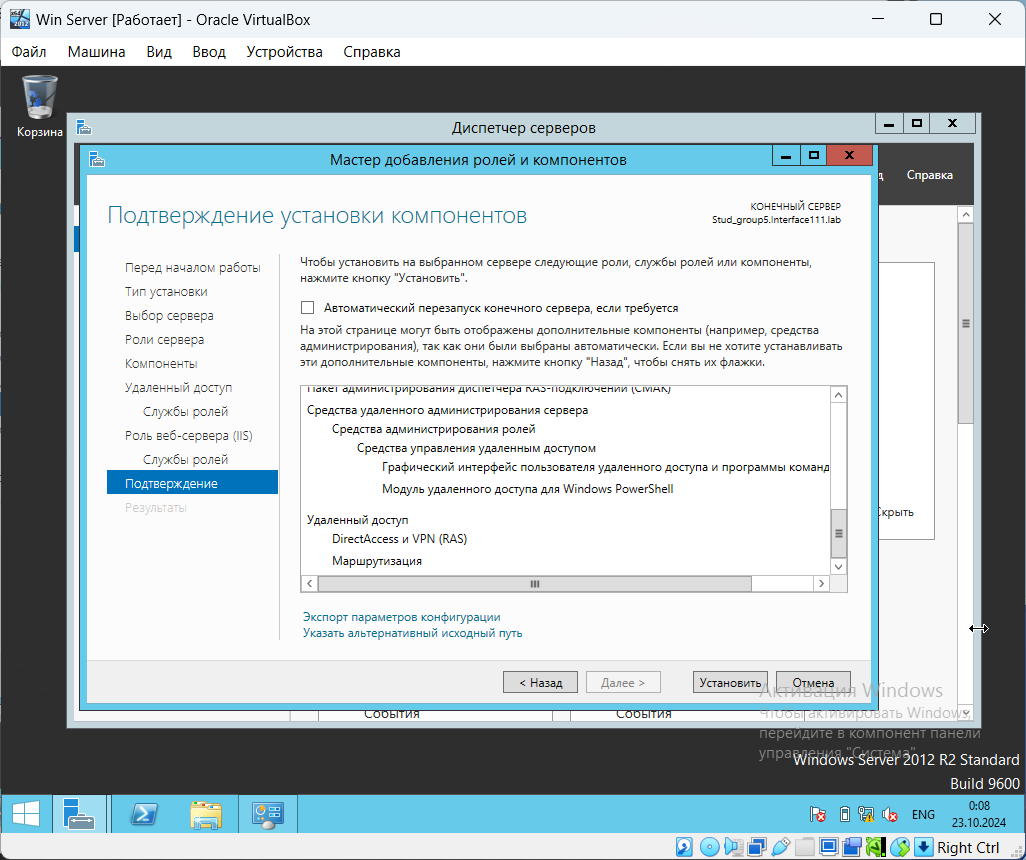 Win Server [Работает] - Oracle VirtualBox
Файл Машина Вид Ввод Устройства Справка
Корзина
Диспетчер серверов
Мастер добавления ролей и компонентов
д Справка
Подтверждение установки компонентов
КОНЕЧНЫЙ СЕРВЕР
Stud_group5.Interface111.lab
Перед началом работы
Тип установки
Выбор сервера
Роли сервера
Компоненты
Удаленный доступ
Службы ролей
Роль веб-сервера (IIS)
Службы ролей
Подтверждение
Результаты
Чтобы установить на выбранном сервере следующие роли, службы ролей или компоненты,
нажмите кнопку "Установить".
Автоматический перезапуск конечного сервера, если требуется
На этой странице могут быть отображены дополнительные компоненты (например, средства
администрирования), так как они были выбраны автоматически. Если вы не хотите устанавливать
эти дополнительные компоненты, нажмите кнопку "Назад", чтобы снять их флажки.
Пакет администрирования диспетчера RAS-подключений (CMAK)
Средства удаленного администрирования сервера
Средства администрирования ролей
Средства управления удаленным доступом
Графический интерфейс пользователя удаленного доступа и программы команд
Модуль удаленного доступа для Windows PowerShell
Удаленный доступ
DirectAccess и VPN (RAS)
Маршрутизация
Скрыть
Экспорт параметров конфигурации
Указать альтернативный исходный путь
< Назад Далее > Установить Отмена
События События
Активация Windows
Чтобы активировать Windows,
перейдите в компонент панели
управления "Система".
Windows Server 2012 R2 Standard
Build 9600
ENG
0:08
23.10.2024
Right Ctrl